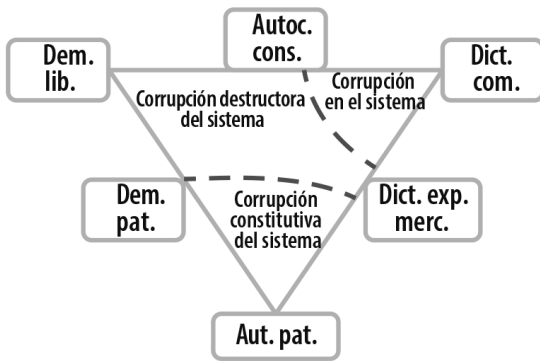 Autoc.
cons.
Dem.
lib.
Dict.
com.
Corrupción destructora
del sistema
Corrupción
en el sistema
Dem.
pat.
Corrupción
constitutiva
del sistema
Dict. exp.
merc.
Aut. pat.